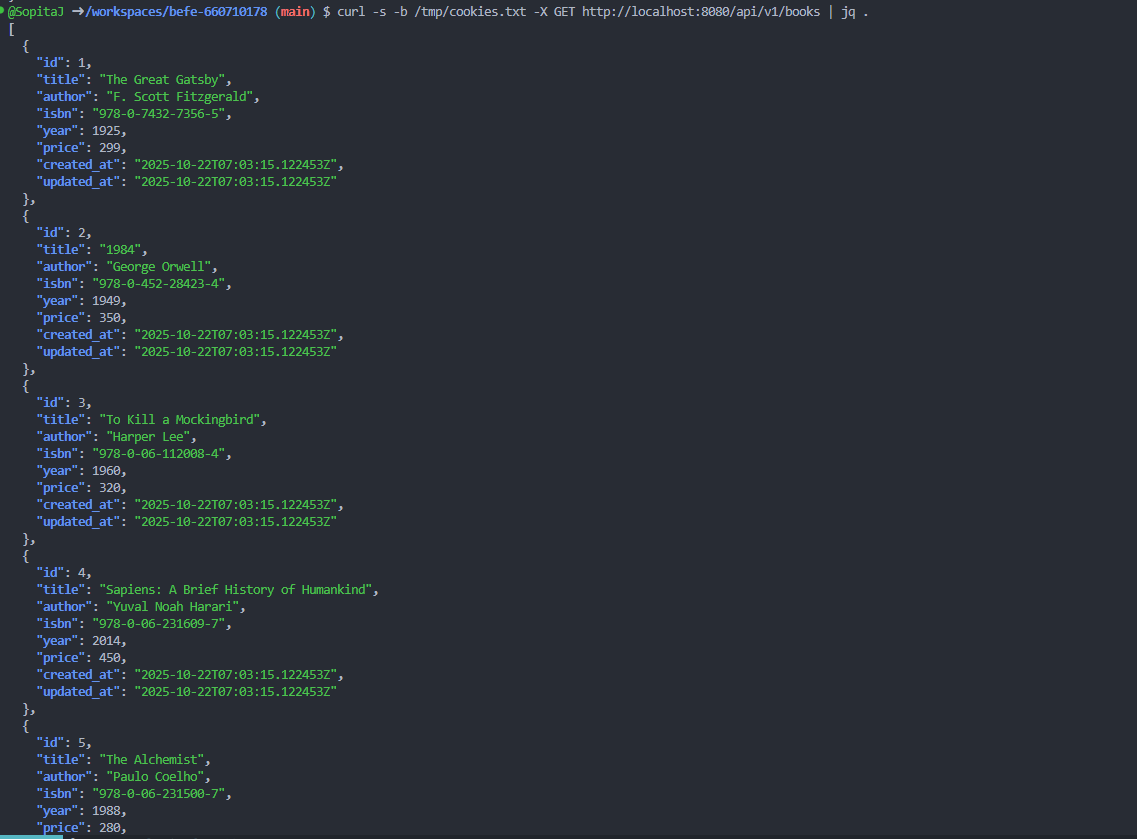 @SopitaJ ➜/workspaces/befe-660710178 (main) $ curl -s -b /tmp/cookies.txt -X GET http://localhost:8080/api/v1/books | jq .
[
  {
    "id": 1,
    "title": "The Great Gatsby",
    "author": "F. Scott Fitzgerald",
    "isbn": "978-0-7432-7356-5",
    "year": 1925,
    "price": 299,
    "created_at": "2025-10-22T07:03:15.122453Z",
    "updated_at": "2025-10-22T07:03:15.122453Z"
  },
  {
    "id": 2,
    "title": "1984",
    "author": "George Orwell",
    "isbn": "978-0-452-28423-4",
    "year": 1949,
    "price": 350,
    "created_at": "2025-10-22T07:03:15.122453Z",
    "updated_at": "2025-10-22T07:03:15.122453Z"
  },
  {
    "id": 3,
    "title": "To Kill a Mockingbird",
    "author": "Harper Lee",
    "isbn": "978-0-06-112008-4",
    "year": 1960,
    "price": 320,
    "created_at": "2025-10-22T07:03:15.122453Z",
    "updated_at": "2025-10-22T07:03:15.122453Z"
  },
  {
    "id": 4,
    "title": "Sapiens: A Brief History of Humankind",
    "author": "Yuval Noah Harari",
    "isbn": "978-0-06-231609-7",
    "year": 2014,
    "price": 450,
    "created_at": "2025-10-22T07:03:15.122453Z",
    "updated_at": "2025-10-22T07:03:15.122453Z"
  },
  {
    "id": 5,
    "title": "The Alchemist",
    "author": "Paulo Coelho",
    "isbn": "978-0-06-231500-7",
    "year": 1988,
    "price": 280,